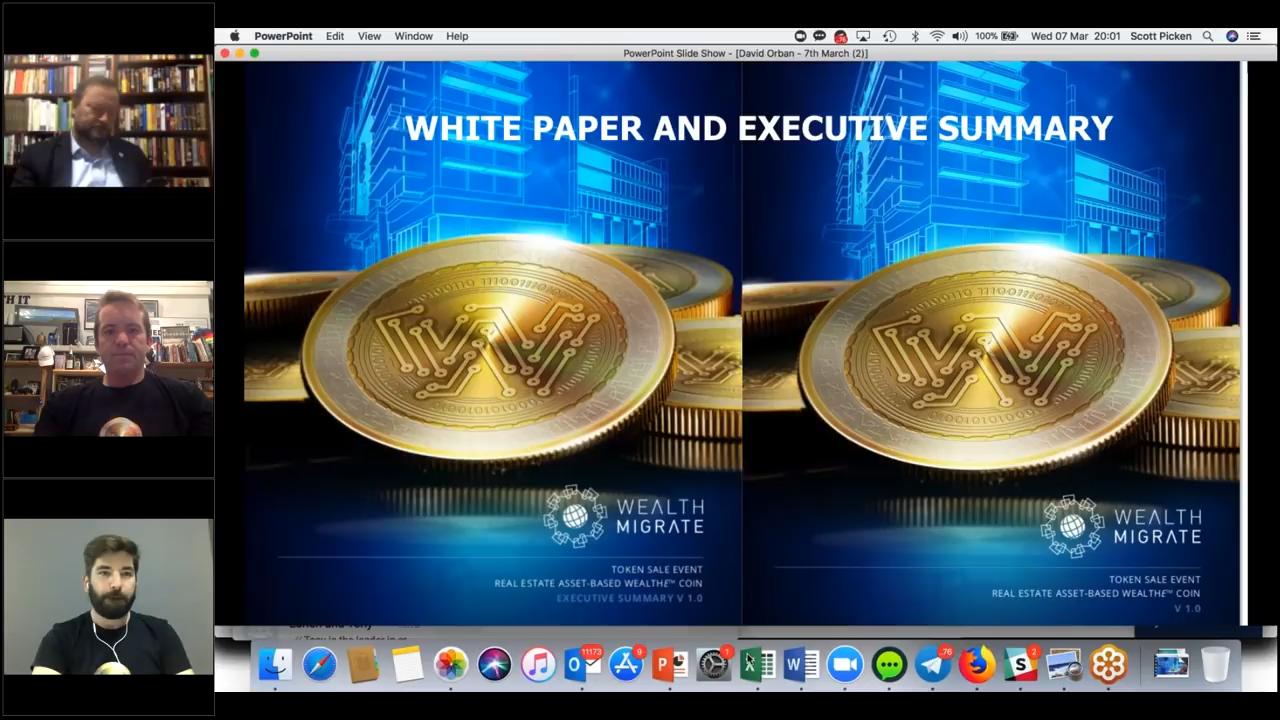 PowerPoint Edit View Window Help
100% Wed 07 Mar 20:01 Scott Picken
PowerPoint Slide Show - [David Orban - 7th March (2)]
WHITE PAPER AND EXECUTIVE SUMMARY
WEALTH
MIGRATE
TOKEN SALE EVENT
REAL ESTATE ASSET-BASED WEALTHE™ COIN
EXECUTIVE SUMMARY V 1.0
WEALTH
MIGRATE
TOKEN SALE EVENT
REAL ESTATE ASSET-BASED WEALTHE™ COIN
V 1.0
11173
9
1
76
2